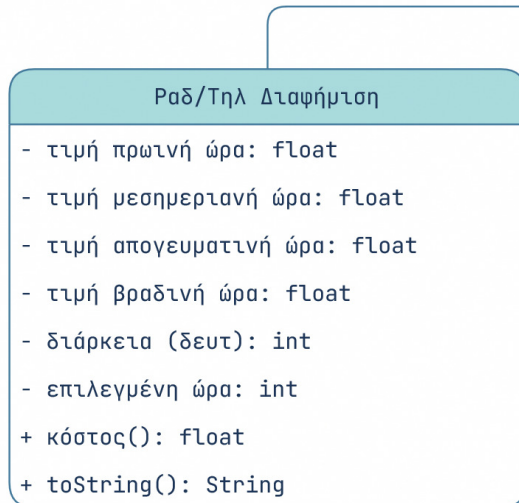 Ραδ/Τηλ Διαφήμιση
- τιμή πρωινή ώρα: float
- τιμή μεσημεριανή ώρα: float
- τιμή απογευματινή ώρα: float
- τιμή βραδινή ώρα: float
- διάρκεια (δευτ): int
- επιλεγμένη ώρα: int
+ κόστος(): float
+ toString(): String